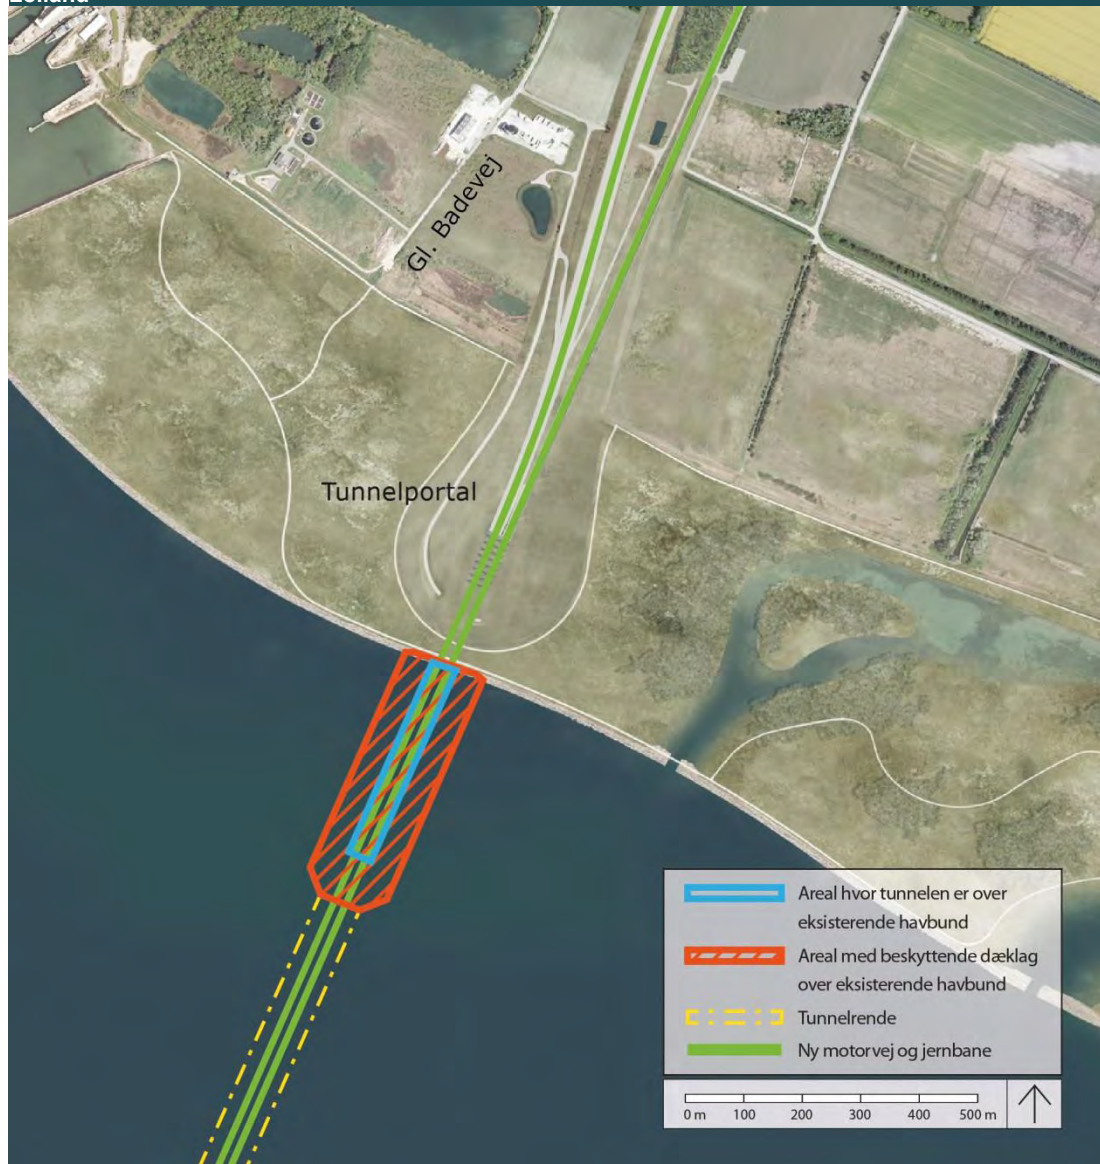 Gl. Badevej
Tunnelportal
Areal hvor tunnelen er over
eksisterende havbund
Areal med beskyttende dæklag
over eksisterende havbund
Tunnelrende
Ny motorvej og jernbane
0 m 100 200 300 400 500 m